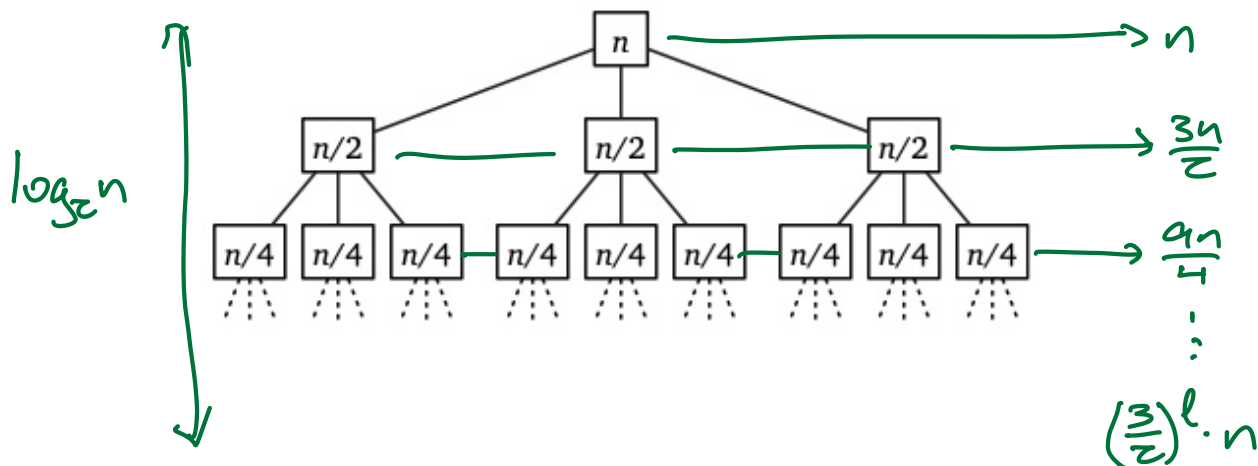 n → n
n/2 n/2 n/2 → 3n/2
log₂n
n/4 n/4 n/4 n/4 n/4 n/4 n/4 n/4 n/4 → 9n/4
⋮
(3/2)^ℓ · n